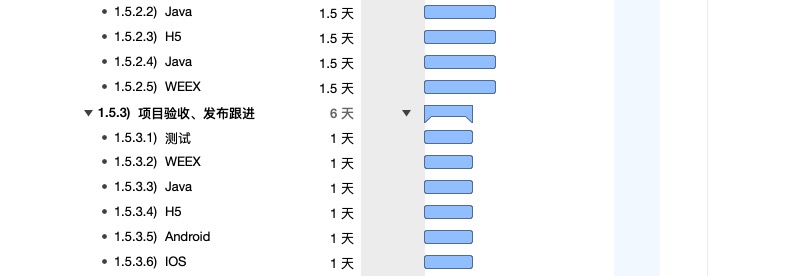 1.5.2.2) Java 1.5 天
1.5.2.3) H5 1.5 天
1.5.2.4) Java 1.5 天
1.5.2.5) WEEX 1.5 天
1.5.3) 项目验收、发布跟进 6 天
1.5.3.1) 测试 1 天
1.5.3.2) WEEX 1 天
1.5.3.3) Java 1 天
1.5.3.4) H5 1 天
1.5.3.5) Android 1 天
1.5.3.6) IOS 1 天